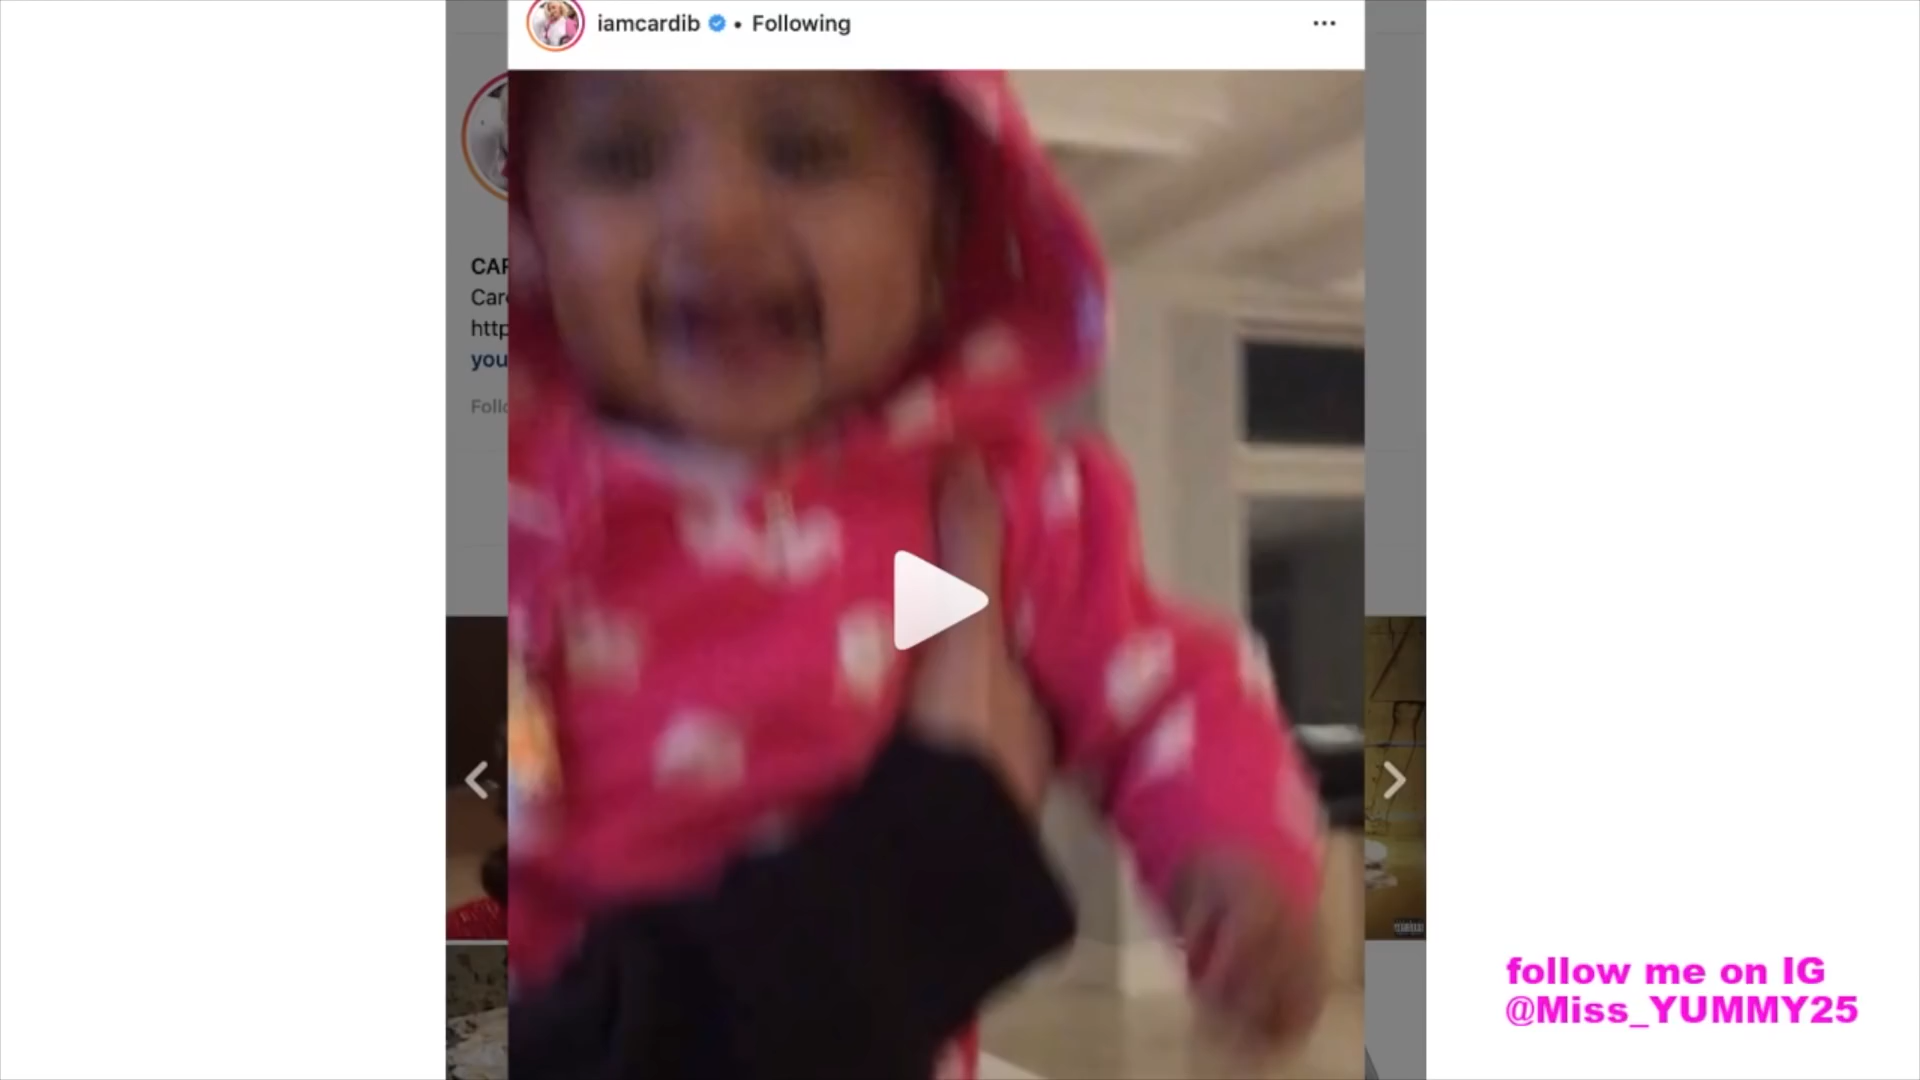 iamcardib • Following
CAR
Car
http
you
Follo
follow me on IG
@Miss_YUMMY25